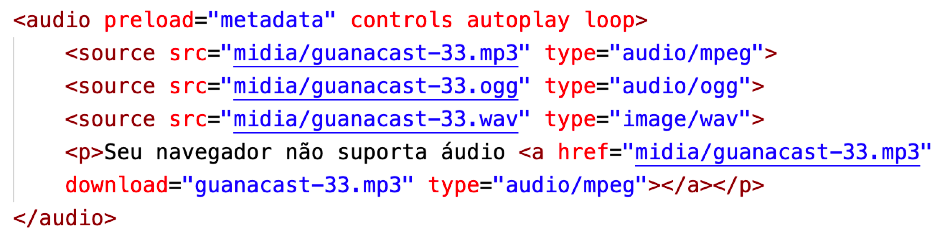 <audio preload="metadata" controls autoplay loop>
<source src="midia/guanacast-33.mp3" type="audio/mpeg">
<source src="midia/guanacast-33.ogg" type="audio/ogg">
<source src="midia/guanacast-33.wav" type="image/wav">
<p>Seu navegador não suporta áudio <a href="midia/guanacast-33.mp3"
download="guanacast-33.mp3" type="audio/mpeg"></a></p>
</audio>